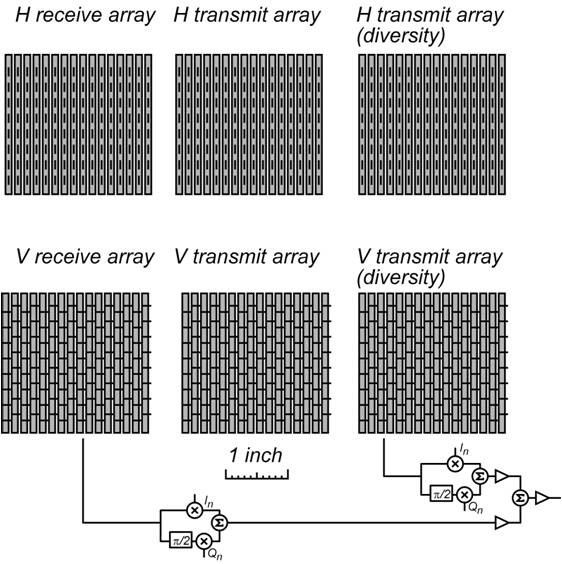 H receive array
H transmit array
H transmit array
(diversity)
V receive array
V transmit array
V transmit array
(diversity)
1 inch
In
Σ
π/2
Qn
Σ
In
Σ
π/2
Qn